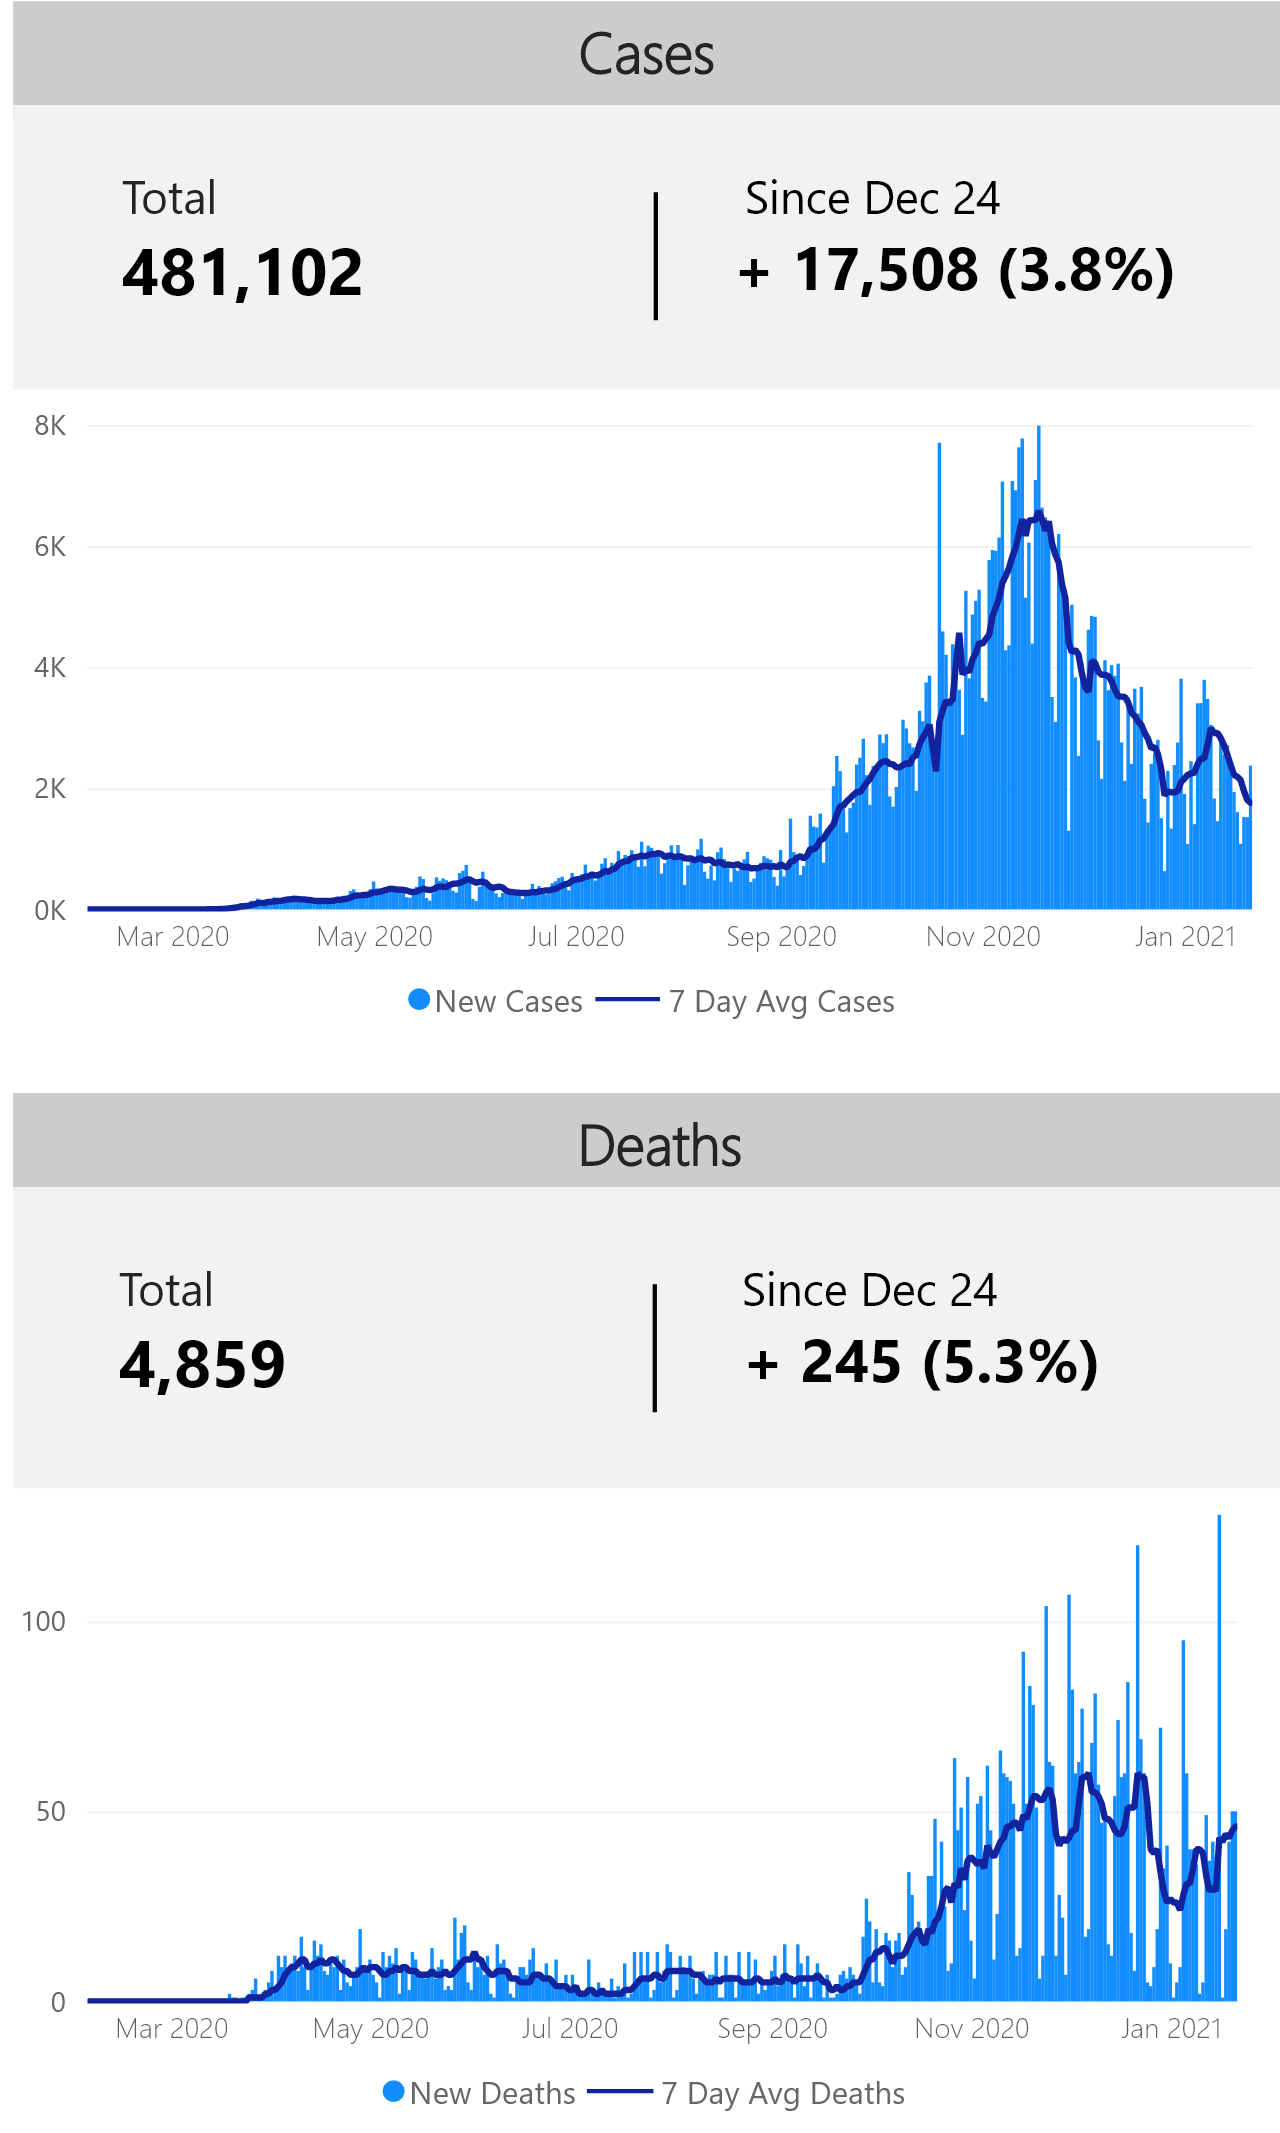 Cases
Total
Since Dec 24
481,102
+ 17,508 (3.8%)
8K
6K
4K
2K
0K
Mar 2020 May 2020 Jul 2020 Sep 2020 Nov 2020 Jan 2021
New Cases 7 Day Avg Cases
Deaths
Total
Since Dec 24
4,859
+ 245 (5.3%)
100
50
0
Mar 2020 May 2020 Jul 2020 Sep 2020 Nov 2020 Jan 2021
New Deaths 7 Day Avg Deaths